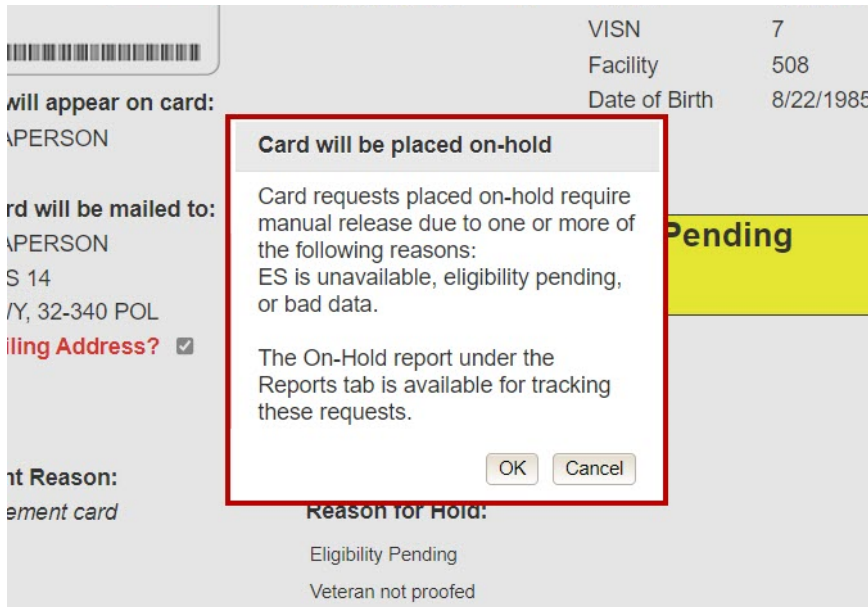 VISN 7
Facility 508
Date of Birth 8/22/1985
will appear on card:
APERSON
rd will be mailed to:
APERSON
S 14
/Y, 32-340 POL
iling Address?
Card will be placed on-hold
Card requests placed on-hold require
manual release due to one or more of
the following reasons:
ES is unavailable, eligibility pending,
or bad data.
The On-Hold report under the
Reports tab is available for tracking
these requests.
OK Cancel
Pending
nt Reason:
ement card
Reason for Hold:
Eligibility Pending
Veteran not proofed